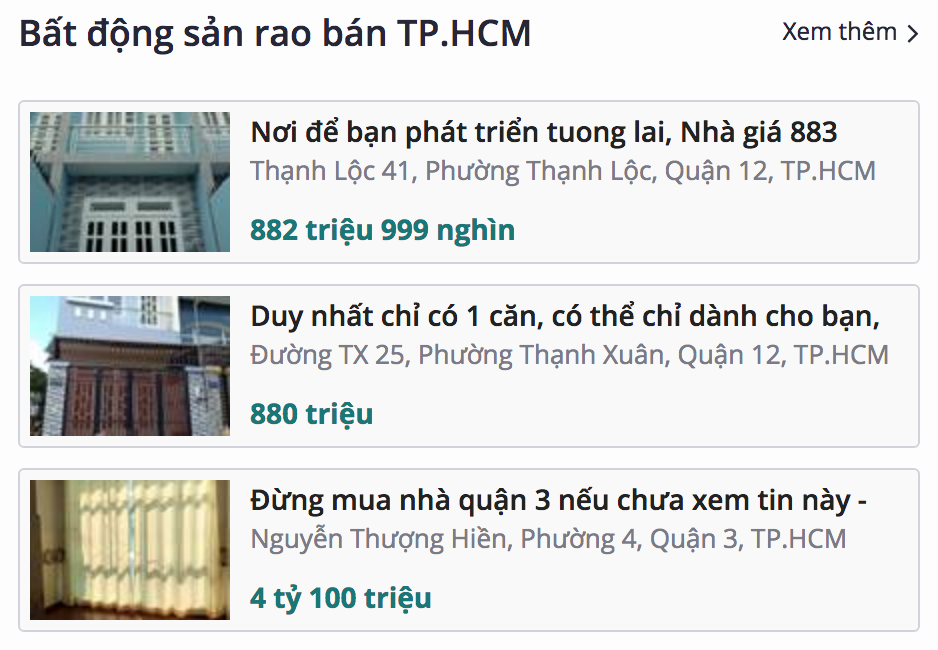 Bất động sản rao bán TP.HCM
Xem thêm
Nơi để bạn phát triển tuong lai, Nhà giá 883
Thạnh Lộc 41, Phường Thạnh Lộc, Quận 12, TP.HCM
882 triệu 999 nghìn
Duy nhất chỉ có 1 căn, có thể chỉ dành cho bạn,
Đường TX 25, Phường Thạnh Xuân, Quận 12, TP.HCM
880 triệu
Đừng mua nhà quận 3 nếu chưa xem tin này -
Nguyễn Thượng Hiền, Phường 4, Quận 3, TP.HCM
4 tỷ 100 triệu